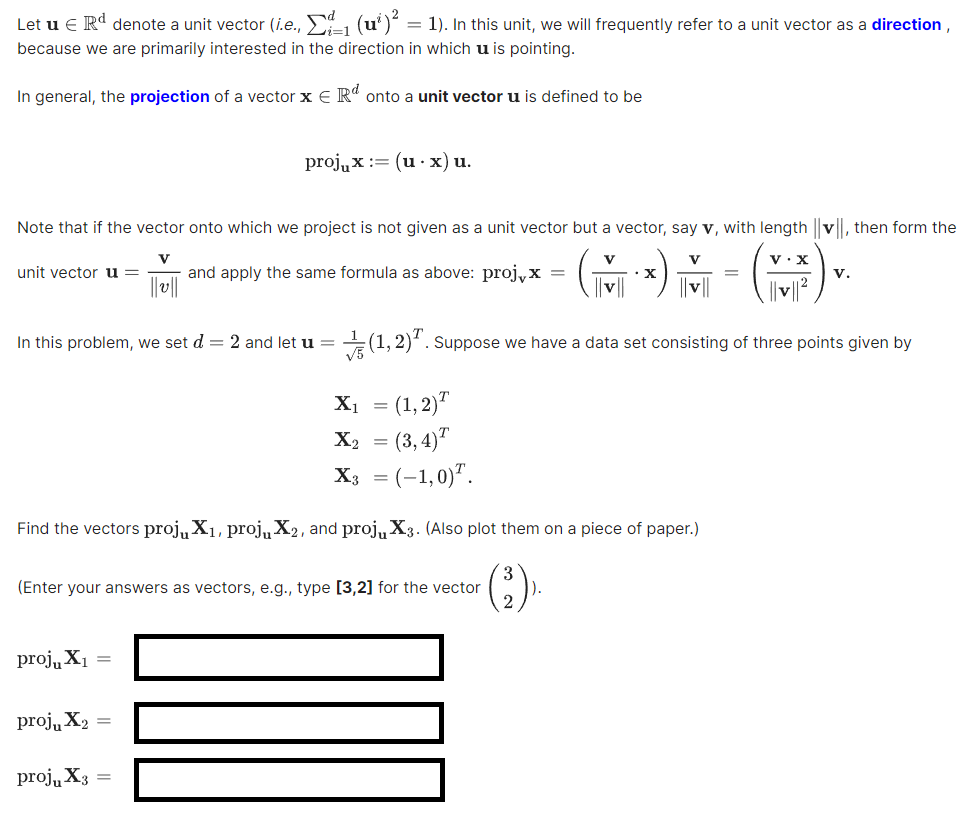 Let $\mathbf{u} \in \mathbb{R}^d$ denote a unit vector (i.e., $\sum_{i=1}^{d} (\mathbf{u}^i)^2 = 1$). In this unit, we will frequently refer to a unit vector as a direction ,
because we are primarily interested in the direction in which $\mathbf{u}$ is pointing.
In general, the projection of a vector $\mathbf{x} \in \mathbb{R}^d$ onto a unit vector $\mathbf{u}$ is defined to be
$\text{proj}_{\mathbf{u}} \mathbf{x} := (\mathbf{u} \cdot \mathbf{x}) \, \mathbf{u}.$
Note that if the vector onto which we project is not given as a unit vector but a vector, say $\mathbf{v}$, with length $\|\mathbf{v}\|$, then form the
unit vector $\mathbf{u} = \frac{\mathbf{v}}{\|v\|}$ and apply the same formula as above: $\text{proj}_{\mathbf{v}} \mathbf{x} = \left( \frac{\mathbf{v}}{\|\mathbf{v}\|} \cdot \mathbf{x} \right) \frac{\mathbf{v}}{\|\mathbf{v}\|} = \left( \frac{\mathbf{v} \cdot \mathbf{x}}{\|\mathbf{v}\|^2} \right) \mathbf{v}.$
In this problem, we set $d = 2$ and let $\mathbf{u} = \frac{1}{\sqrt{5}} (1, 2)^T$. Suppose we have a data set consisting of three points given by
$\mathbf{X}_1 = (1, 2)^T$
$\mathbf{X}_2 = (3, 4)^T$
$\mathbf{X}_3 = (-1, 0)^T.$
Find the vectors $\text{proj}_{\mathbf{u}} \mathbf{X}_1$, $\text{proj}_{\mathbf{u}} \mathbf{X}_2$, and $\text{proj}_{\mathbf{u}} \mathbf{X}_3$. (Also plot them on a piece of paper.)
(Enter your answers as vectors, e.g., type [3,2] for the vector $\begin{pmatrix} 3 \\ 2 \end{pmatrix}$).
$\text{proj}_{\mathbf{u}} \mathbf{X}_1 =$
$\text{proj}_{\mathbf{u}} \mathbf{X}_2 =$
$\text{proj}_{\mathbf{u}} \mathbf{X}_3 =$